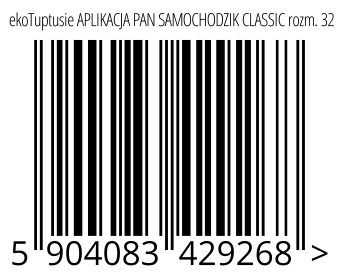 ekoTuptusie APLIKACJA PAN SAMOCHODZIK CLASSIC rozm. 32
5 904083 429268 >